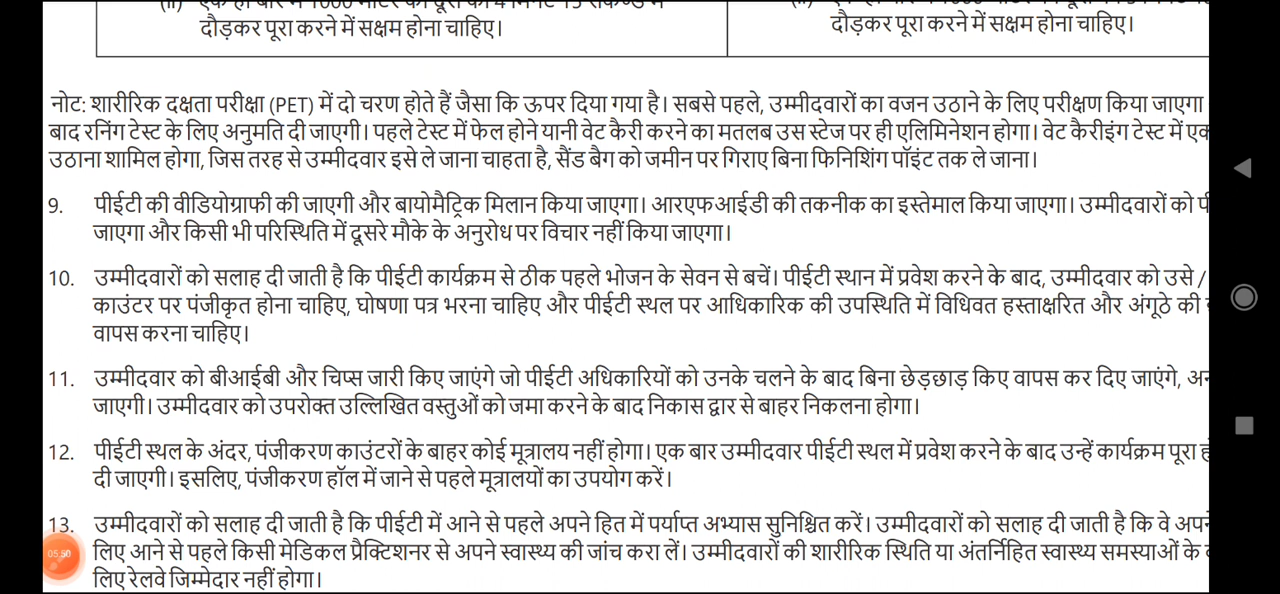 (ii) एक ही बार में 1000 मीटर की दूरी को 4 मिनट 15 सेकण्ड में
दौड़कर पूरा करने में सक्षम होना चाहिए।
दौड़कर पूरा करने में सक्षम होना चाहिए।
नोट: शारीरिक दक्षता परीक्षा (PET) में दो चरण होते हैं जैसा कि ऊपर दिया गया है। सबसे पहले, उम्मीदवारों का वजन उठाने के लिए परीक्षण किया जाएगा
बाद रनिंग टेस्ट के लिए अनुमति दी जाएगी। पहले टेस्ट में फेल होने यानी वेट कैरी करने का मतलब उस स्टेज पर ही एलिमिनेशन होगा। वेट कैरीइंग टेस्ट में
उठाना शामिल होगा, जिस तरह से उम्मीदवार इसे ले जाना चाहता है, सैंड बैग को जमीन पर गिराए बिना फिनिशिंग पॉइंट तक ले जाना।
9. पीईटी की वीडियोग्राफी की जाएगी और बायोमैट्रिक मिलान किया जाएगा। आरएफआईडी की तकनीक का इस्तेमाल किया जाएगा। उम्मीदवारों को
जाएगा और किसी भी परिस्थिति में दूसरे मौके के अनुरोध पर विचार नहीं किया जाएगा।
10. उम्मीदवारों को सलाह दी जाती है कि पीईटी कार्यक्रम से ठीक पहले भोजन के सेवन से बचें। पीईटी स्थान में प्रवेश करने के बाद, उम्मीदवार को उसे /
काउंटर पर पंजीकृत होना चाहिए, घोषणा पत्र भरना चाहिए और पीईटी स्थल पर आधिकारिक की उपस्थिति में विधिवत हस्ताक्षरित और अंगूठे की
वापस करना चाहिए।
11. उम्मीदवार को बीआईबी और चिप्स जारी किए जाएंगे जो पीईटी अधिकारियों को उनके चलने के बाद बिना छेड़छाड़ किए वापस कर दिए जाएंगे,
जाएगी। उम्मीदवार को उपरोक्त उल्लिखित वस्तुओं को जमा करने के बाद निकास द्वार से बाहर निकलना होगा।
12. पीईटी स्थल के अंदर, पंजीकरण काउंटरों के बाहर कोई मूत्रालय नहीं होगा। एक बार उम्मीदवार पीईटी स्थल में प्रवेश करने के बाद उन्हें कार्यक्रम पूरा
दी जाएगी। इसलिए, पंजीकरण हॉल में जाने से पहले मूत्रालयों का उपयोग करें।
13. उम्मीदवारों को सलाह दी जाती है कि पीईटी में आने से पहले अपने हित में पर्याप्त अभ्यास सुनिश्चित करें। उम्मीदवारों को सलाह दी जाती है कि वे
लिए आने से पहले किसी मेडिकल प्रैक्टिशनर से अपने स्वास्थ्य की जांच करा लें। उम्मीदवारों की शारीरिक स्थिति या अंतर्निहित स्वास्थ्य समस्याओं के
लिए रेलवे जिम्मेदार नहीं होगा।
05:50